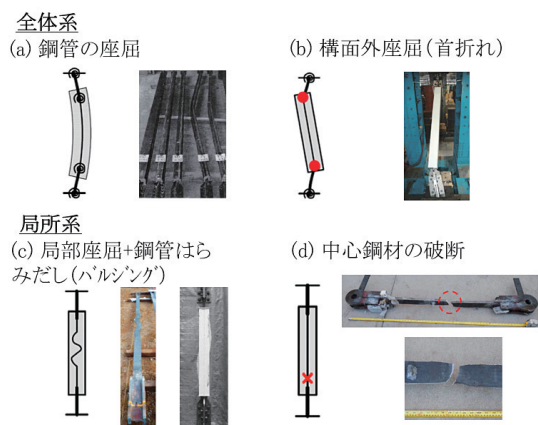 全体系
(a) 鋼管の座屈
(b) 構面外座屈(首折れ)
局所系
(c) 局部座屈+鋼管はら
みだし(ﾊﾞﾙｼﾞﾝｸﾞ)
(d) 中心鋼材の破断